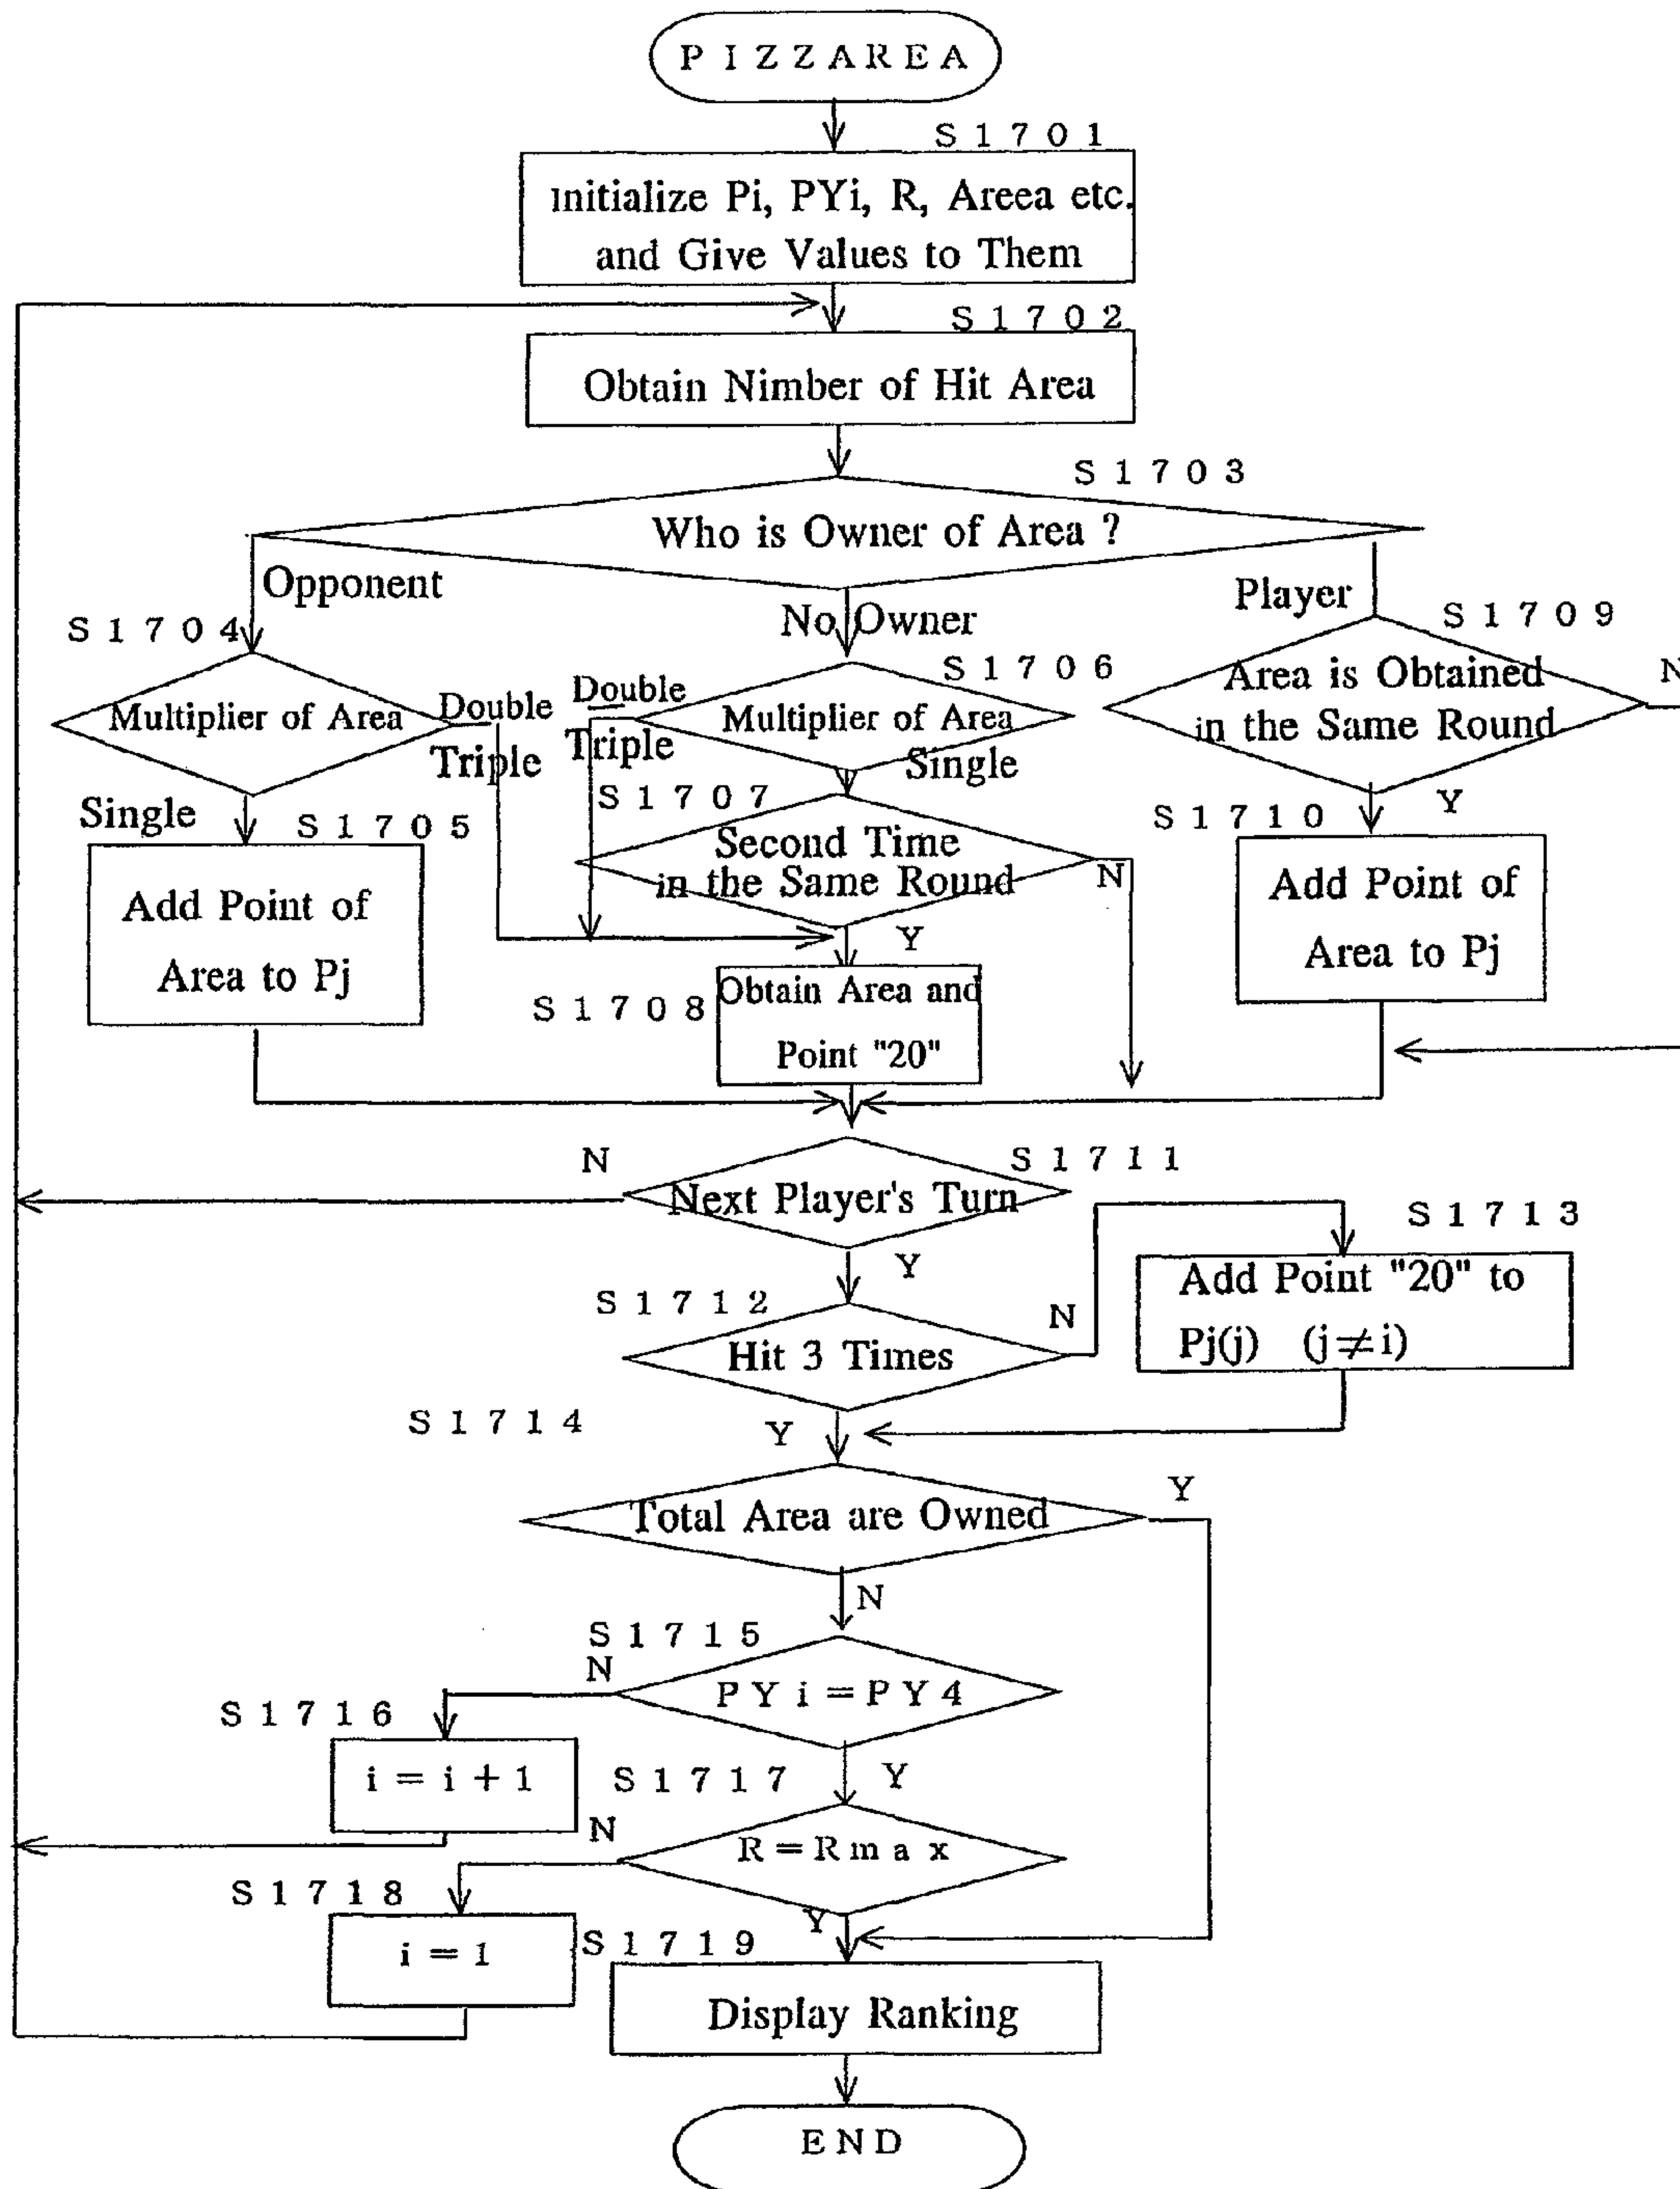 PIZZAREA
S1701
Initialize Pi, PYi, R, Areea etc.
and Give Values to Them
S1702
Obtain Nimber of Hit Area
S1703
Who is Owner of Area ?
Opponent
No Owner
Player
S1704
S1706
S1709
Multiplier of Area
Double
Triple
Double
Triple
Multiplier of Area
Single
Area is Obtained
in the Same Round
N
Single
S1705
S1707
Second Time
in the Same Round
N
Y
S1710
Y
Add Point of
Area to Pj
S1708
Obtain Area and
Point "20"
Add Point of
Area to Pj
N
S1711
Next Player's Turn
Y
S1712
Hit 3 Times
N
S1713
Add Point "20" to
Pj(j) (j≠i)
S1714
Y
Total Area are Owned
Y
N
S1715
N
PYi=PY4
S1716
i = i + 1
Y
S1717
N
R=Rmax
S1718
i = 1
Y
S1719
Display Ranking
END